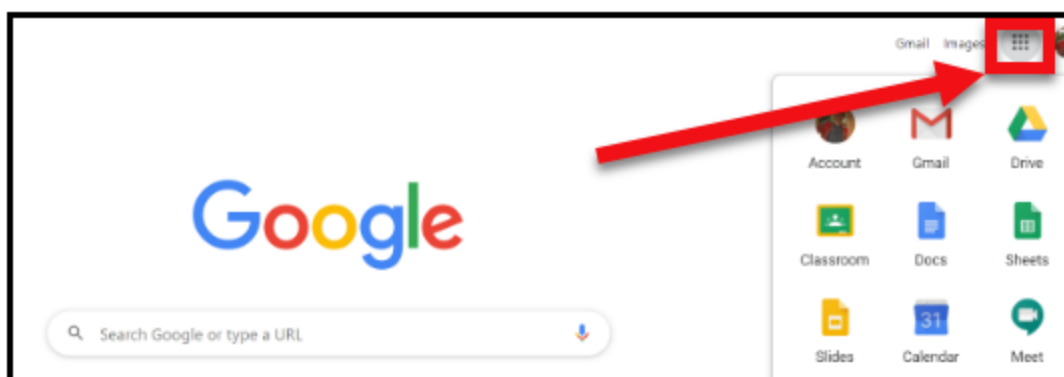 Gmail Images
Account Gmail Drive
Google
Classroom Docs Sheets
31
Search Google or type a URL
Slides Calendar Meet